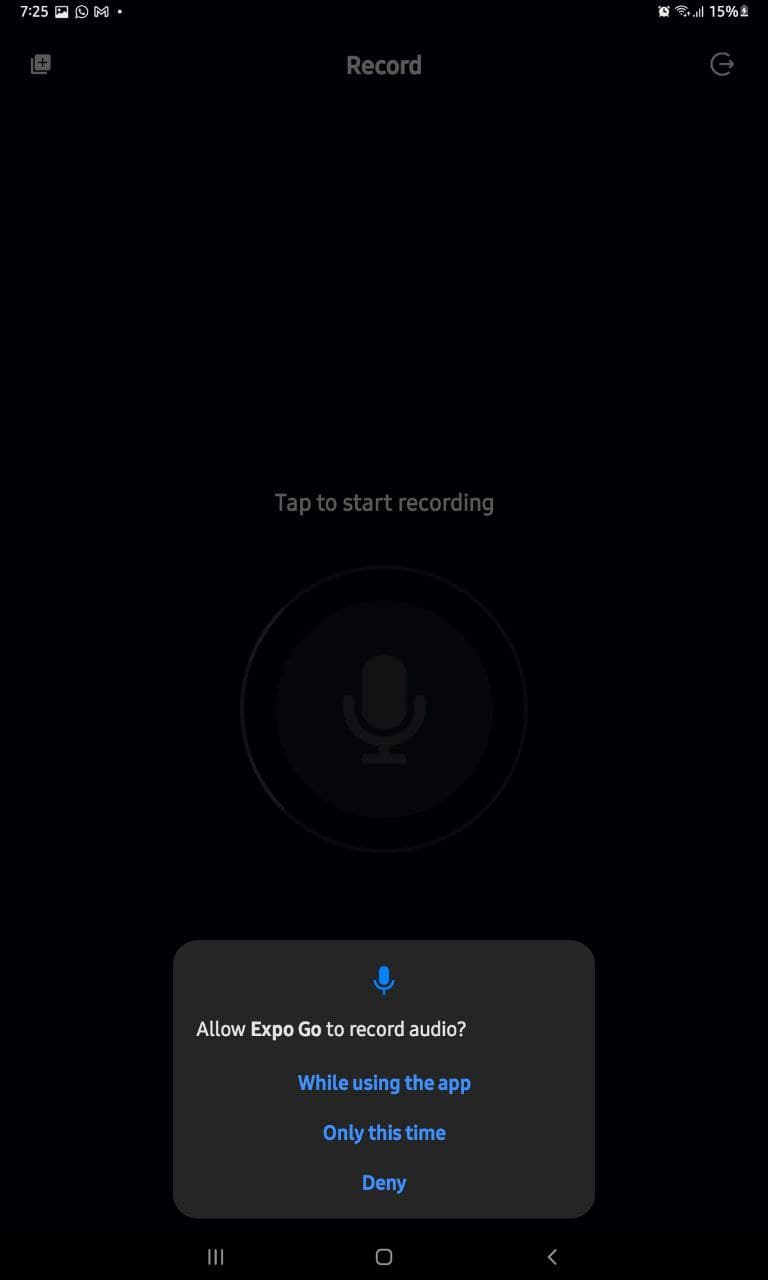 7:25 15%
Record
Tap to start recording
Allow Expo Go to record audio?
While using the app
Only this time
Deny